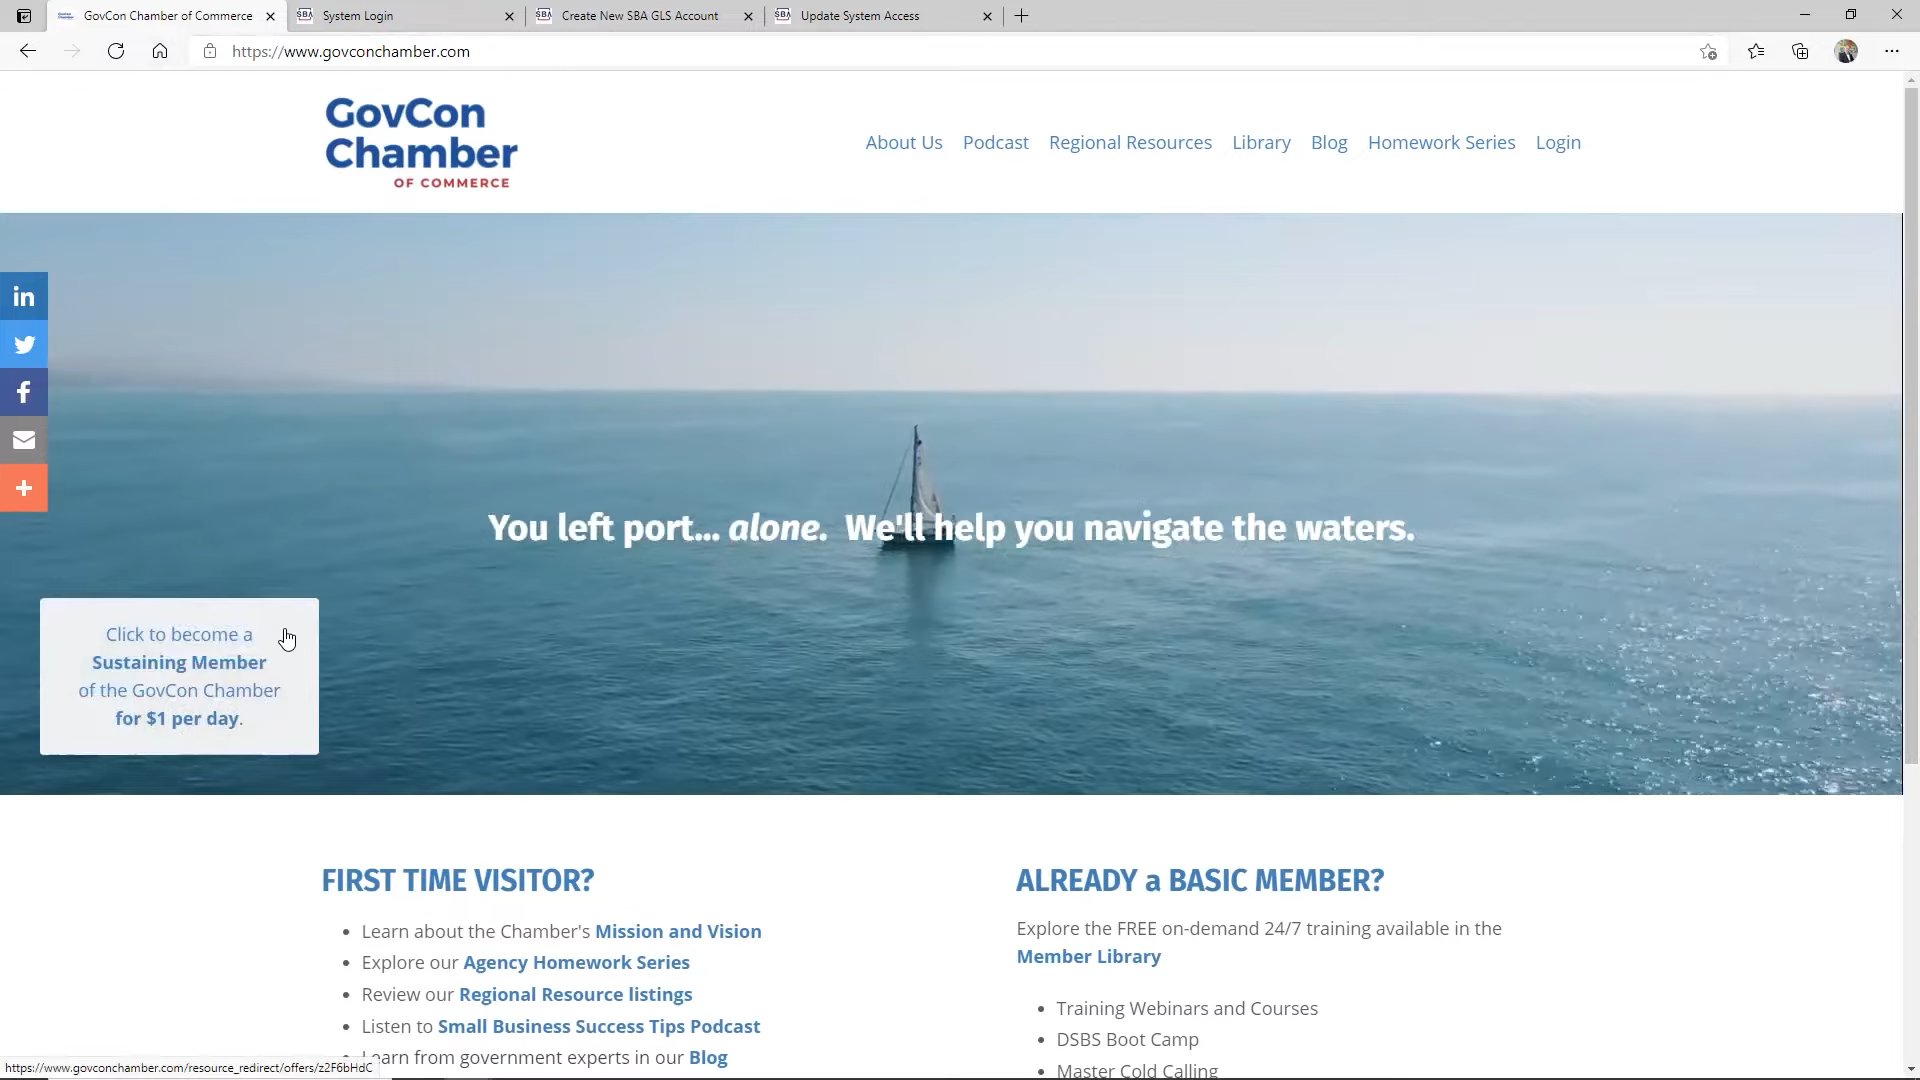 GovCon Chamber of Commerce
System Login
Create New SBA GLS Account
Update System Access
https://www.govconchamber.com
GovCon
Chamber
OF COMMERCE
About Us Podcast Regional Resources Library Blog Homework Series Login
in
You left port... alone. We'll help you navigate the waters.
Click to become a
Sustaining Member
of the GovCon Chamber
for $1 per day.
FIRST TIME VISITOR?
• Learn about the Chamber's Mission and Vision
• Explore our Agency Homework Series
• Review our Regional Resource listings
• Listen to Small Business Success Tips Podcast
• Learn from government experts in our Blog
ALREADY a BASIC MEMBER?
Explore the FREE on-demand 24/7 training available in the
Member Library
• Training Webinars and Courses
• DSBS Boot Camp
• Master Cold Calling
https://www.govconchamber.com/resource_redirect/offers/z2F6bHdC